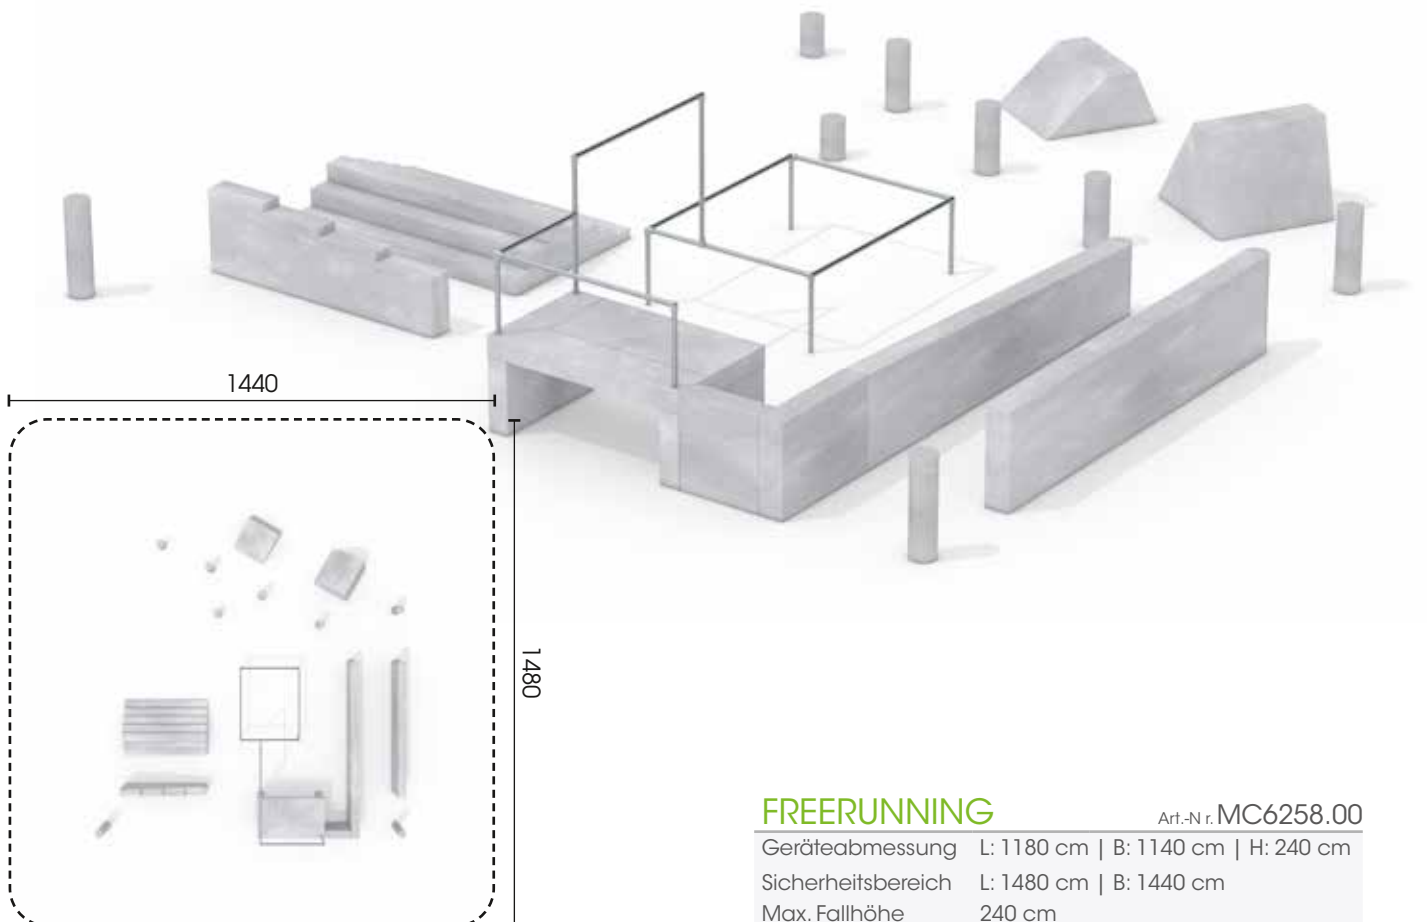 1440
1480
FREERUNNING Art.-N r. MC6258.00
Geräteabmessung L: 1180 cm | B: 1140 cm | H: 240 cm
Sicherheitsbereich L: 1480 cm | B: 1440 cm
Max. Fallhöhe 240 cm